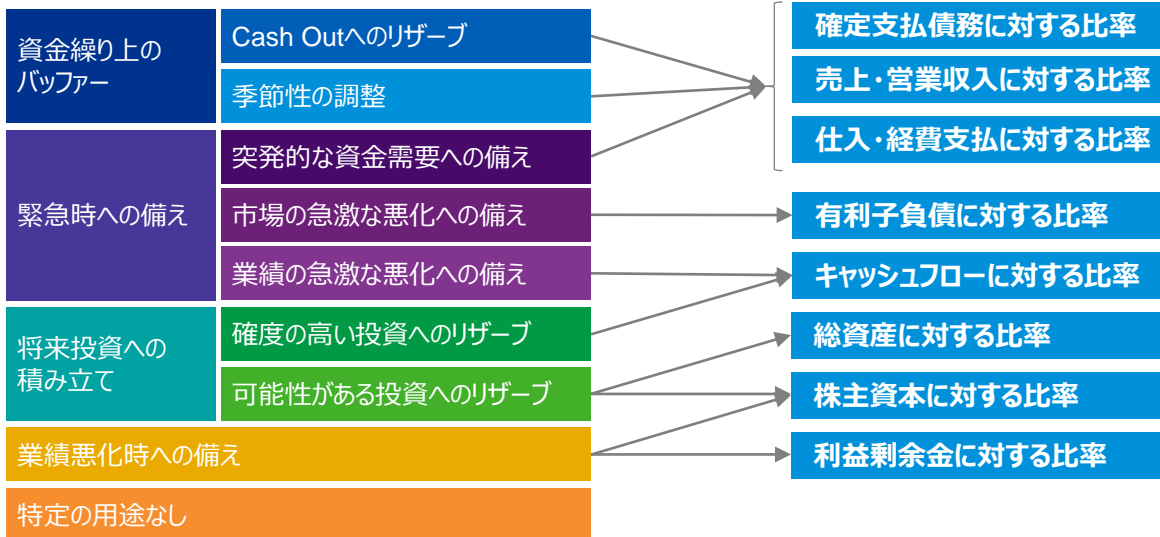 資金繰り上の
バッファー
Cash Outへのリザーブ
季節性の調整
緊急時への備え
突発的な資金需要への備え
市場の急激な悪化への備え
業績の急激な悪化への備え
将来投資への
積み立て
確度の高い投資へのリザーブ
可能性がある投資へのリザーブ
業績悪化時への備え
特定の用途なし
確定支払債務に対する比率
売上・営業収入に対する比率
仕入・経費支払に対する比率
有利子負債に対する比率
キャッシュフローに対する比率
総資産に対する比率
株主資本に対する比率
利益剰余金に対する比率